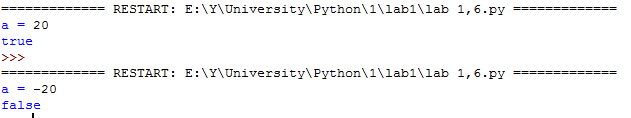 ============= RESTART: E:\Y\University\Python\1\lab1\lab 1,6.py =============
a = 20
true
>>>
============= RESTART: E:\Y\University\Python\1\lab1\lab 1,6.py =============
a = -20
false